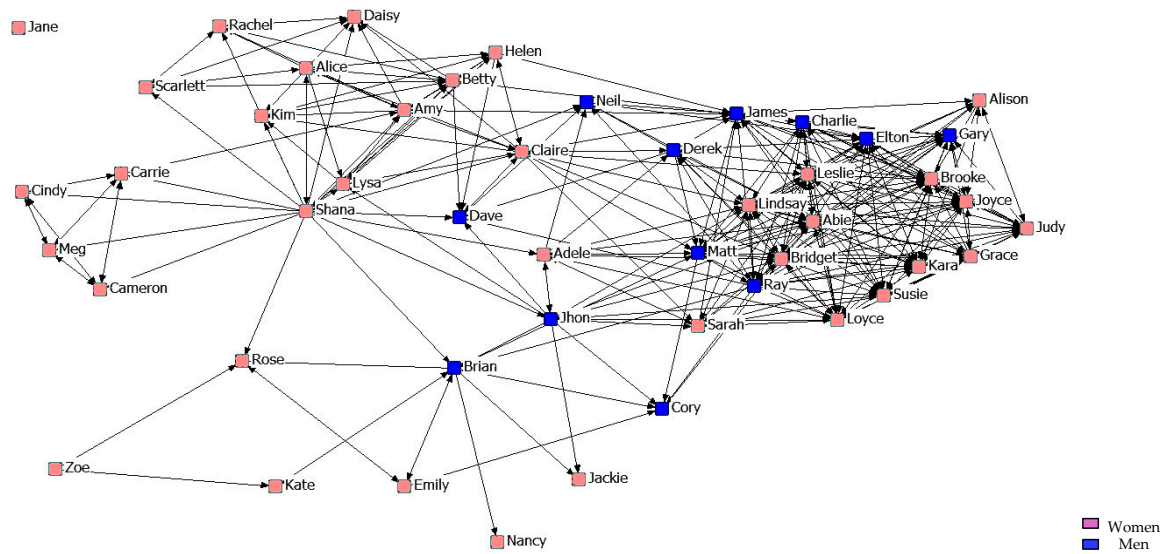 Jane
Rachel
Daisy
Helen
Scarlett
Alice
Betty
Kim
Amy
Neil
James
Charlie
Alison
Elton
Gary
Claire
Derek
Carrie
Lysa
Leslie
Brooke
Cindy
Shana
Dave
Lindsay
Abie
Joyce
Judy
Meg
Adele
Matt
Bridget
Kara
Grace
Cameron
Ray
Susie
Jhon
Sarah
Loyce
Rose
Brian
Cory
Zoe
Kate
Emily
Jackie
Nancy
Women
Men